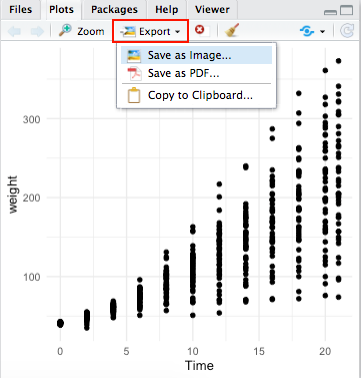 Files Plots Packages Help Viewer
Zoom Export
Save as Image...
Save as PDF...
Copy to Clipboard...
300
200
100
weight
0 5 10 15 20
Time